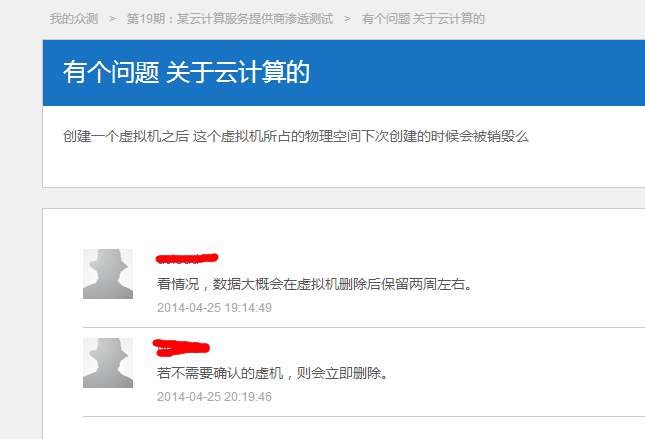 我的众测 > 第19期：某云计算服务提供商渗透测试 > 有个问题 关于云计算的
有个问题 关于云计算的
创建一个虚拟机之后 这个虚拟机所占的物理空间下次创建的时候会被销毁么
看情况，数据大概会在虚拟机删除后保留两周左右。
2014-04-25 19:14:49
若不需要确认的虚机，则会立即删除。
2014-04-25 20:19:46